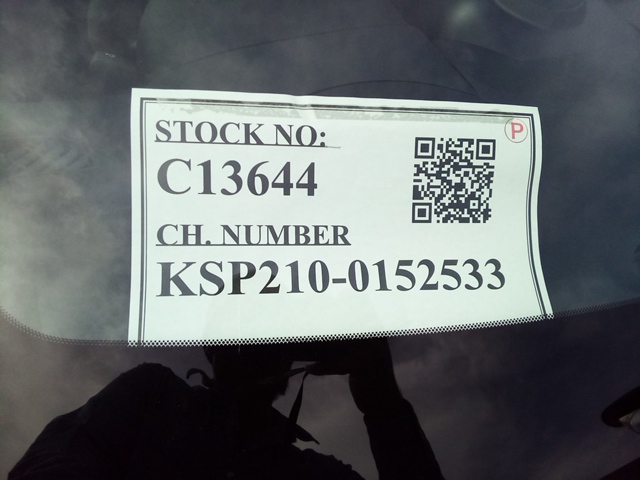 STOCK NO:
P
C13644
CH. NUMBER
KSP210-0152533